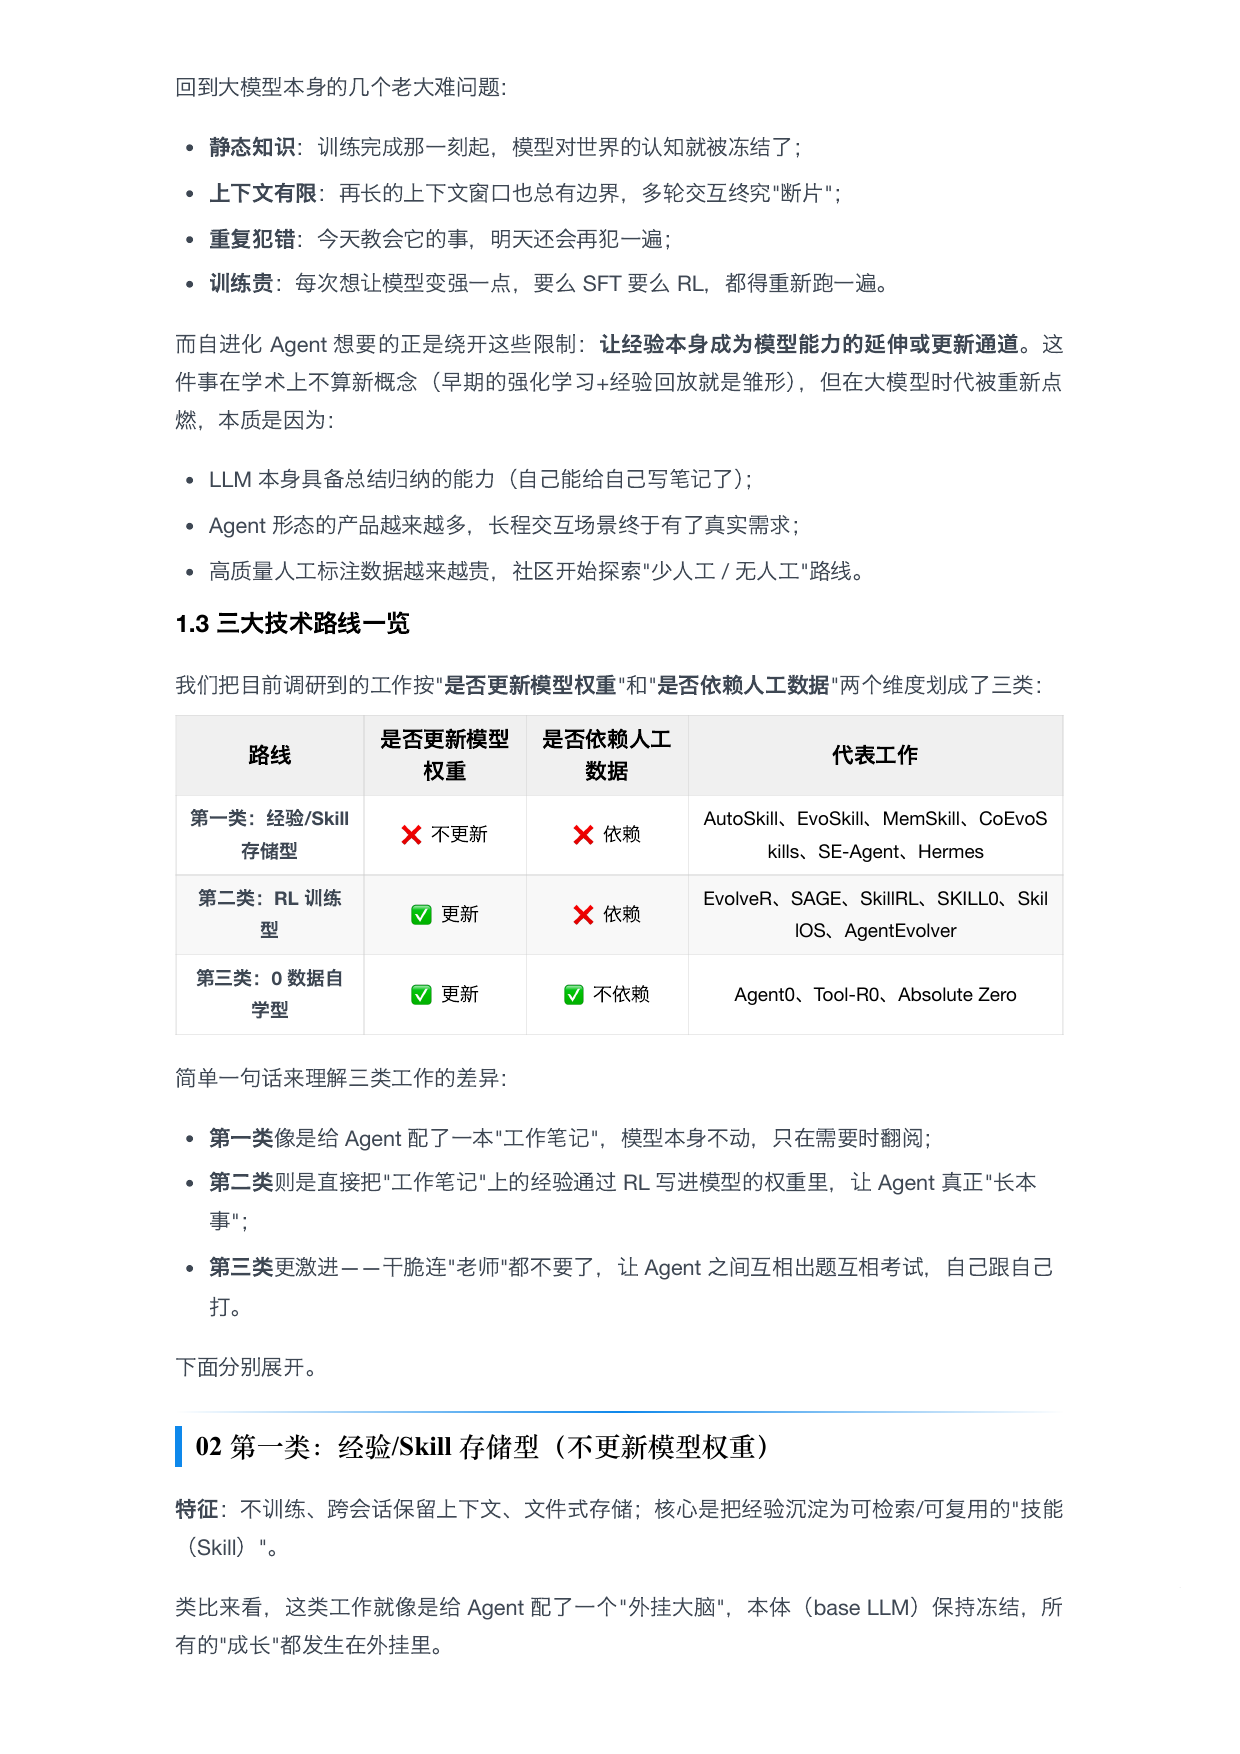 回到大模型本身的几个老大难问题：
• 静态知识：训练完成那一刻起，模型对世界的认知就被冻结了；
• 上下文有限：再长的上下文窗口也总有边界，多轮交互终究"断片"；
• 重复犯错：今天教会它的事，明天还会再犯一遍；
• 训练贵：每次想让模型变强一点，要么 SFT 要么 RL，都得重新跑一遍。
而自进化 Agent 想要的正是绕开这些限制：让经验本身成为模型能力的延伸或更新通道。这
件事在学术上不算新概念（早期的强化学习+经验回放就是雏形），但在大模型时代被重新点
燃，本质是因为：
• LLM 本身具备总结归纳的能力（自己能给自己写笔记了）；
• Agent 形态的产品越来越多，长程交互场景终于有了真实需求；
• 高质量人工标注数据越来越贵，社区开始探索"少人工 / 无人工"路线。
1.3 三大技术路线一览
我们把目前调研到的工作按"是否更新模型权重"和"是否依赖人工数据"两个维度划成了三类：
路线
是否更新模型
权重
是否依赖人工
数据
代表工作
第一类：经验/Skill
存储型
❌ 不更新
❌ 依赖
AutoSkill、EvoSkill、MemSkill、CoEvoS
kills、SE-Agent、Hermes
第二类：RL 训练
型
✅ 更新
❌ 依赖
EvolveR、SAGE、SkillRL、SKILL0、Skil
lOS、AgentEvolver
第三类：0 数据自
学型
✅ 更新
✅ 不依赖
Agent0、Tool-R0、Absolute Zero
简单一句话来理解三类工作的差异：
• 第一类像是给 Agent 配了一本"工作笔记"，模型本身不动，只在需要时翻阅；
• 第二类则是直接把"工作笔记"上的经验通过 RL 写进模型的权重里，让 Agent 真正"长本
事"；
• 第三类更激进——干脆连"老师"都不要了，让 Agent 之间互相出题互相考试，自己跟自己
打。
下面分别展开。
02 第一类：经验/Skill 存储型（不更新模型权重）
特征：不训练、跨会话保留上下文、文件式存储；核心是把经验沉淀为可检索/可复用的"技能
（Skill）"。
类比来看，这类工作就像是给 Agent 配了一个"外挂大脑"，本体（base LLM）保持冻结，所
有的"成长"都发生在外挂里。